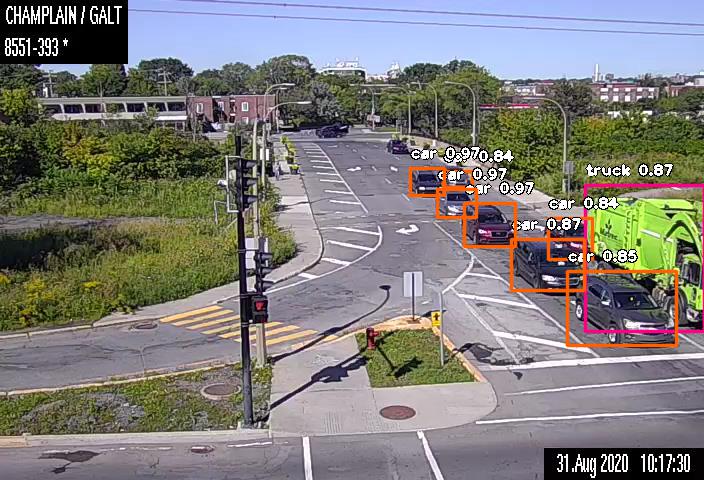 CHAMPLAIN / GALT
8551-393 *
car 0.97 0.84
car 0.97
car 0.97
truck 0.87
car 0.84
car 0.87
car 0.85
31.Aug 2020 10:17:30